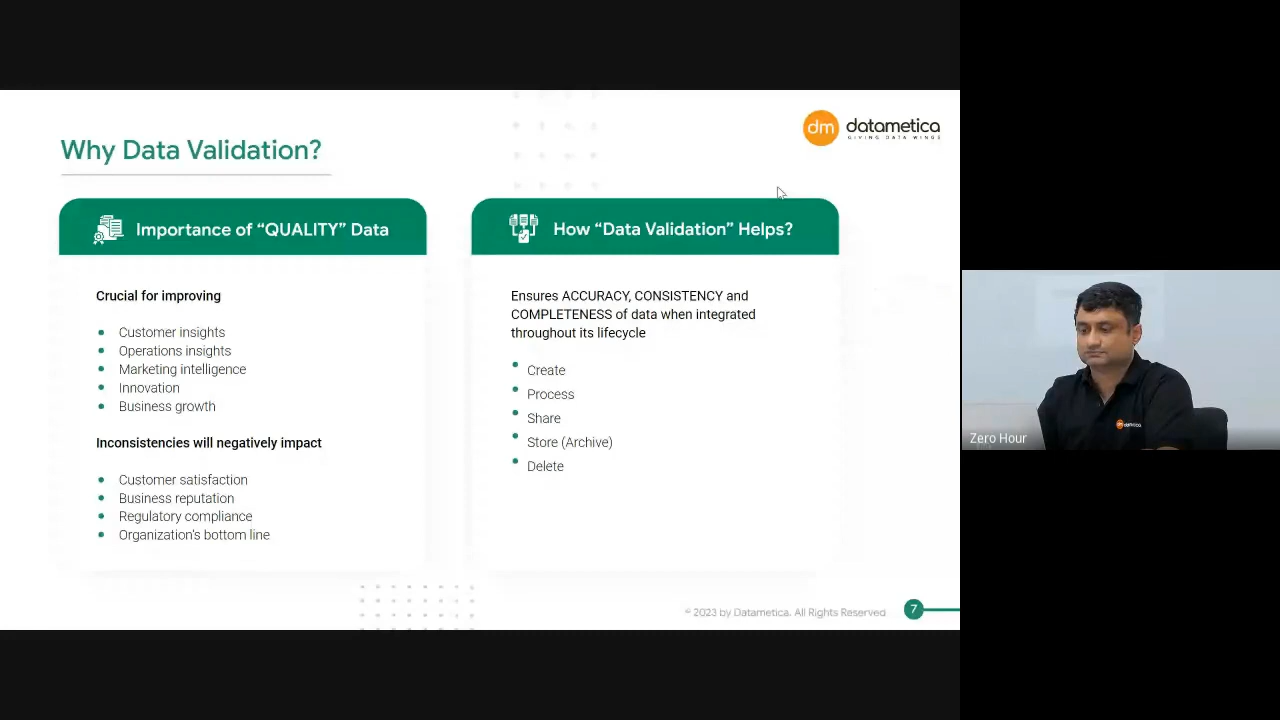 dm datametica
GIVING DATA WINGS
Why Data Validation?
Importance of “QUALITY” Data
Crucial for improving
Customer insights
Operations insights
Marketing intelligence
Innovation
Business growth
Inconsistencies will negatively impact
Customer satisfaction
Business reputation
Regulatory compliance
Organization's bottom line
How “Data Validation” Helps?
Ensures ACCURACY, CONSISTENCY and
COMPLETENESS of data when integrated
throughout its lifecycle
Create
Process
Share
Store (Archive)
Delete
© 2023 by Datametica. All Rights Reserved
7
dm datametica
Zero Hour